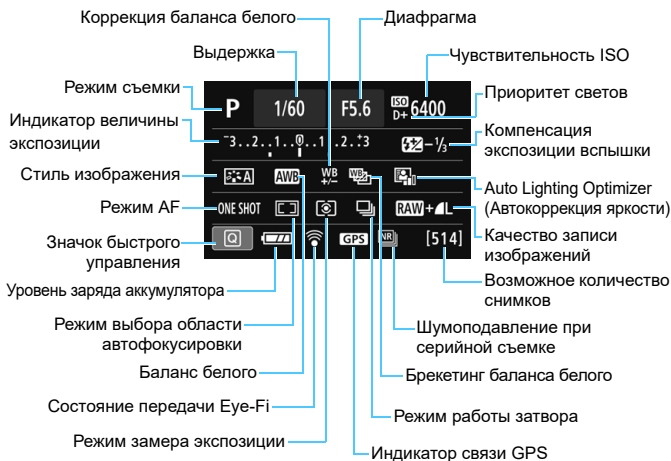 Коррекция баланса белого
Диафрагма
Выдержка
Чувствительность ISO
Режим съемки
Приоритет светов
Индикатор величины
экспозиции
Компенсация
экспозиции вспышки
Стиль изображения
Auto Lighting Optimizer
(Автокоррекция яркости)
Режим AF
Качество записи
изображений
Значок быстрого
управления
Возможное количество
снимков
Уровень заряда аккумулятора
Режим выбора области
автофокусировки
Шумоподавление при
серийной съемке
Баланс белого
Брекетинг баланса белого
Состояние передачи Eye-Fi
Режим работы затвора
Режим замера экспозиции
Индикатор связи GPS
P 1/60 F5.6 ISO D+ 6400
-3..2..1..0..1..2..+3 -1/3
A AWB WB +/- WB
ONE SHOT RAW+L
Q GPS NR [514]